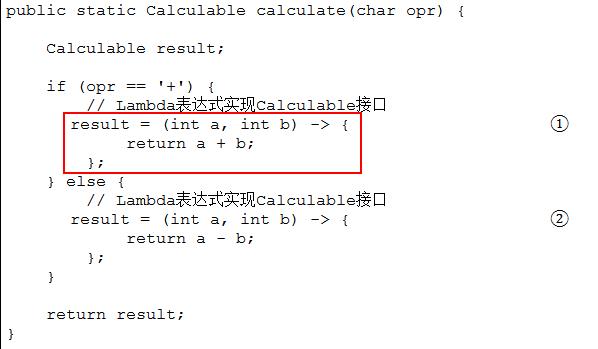 public static Calculable calculate(char opr) {
Calculable result;
if (opr == '+') {
// Lambda表达式实现Calculable接口
result = (int a, int b) -> { ①
return a + b;
};
} else {
// Lambda表达式实现Calculable接口
result = (int a, int b) -> { ②
return a - b;
};
}
return result;
}